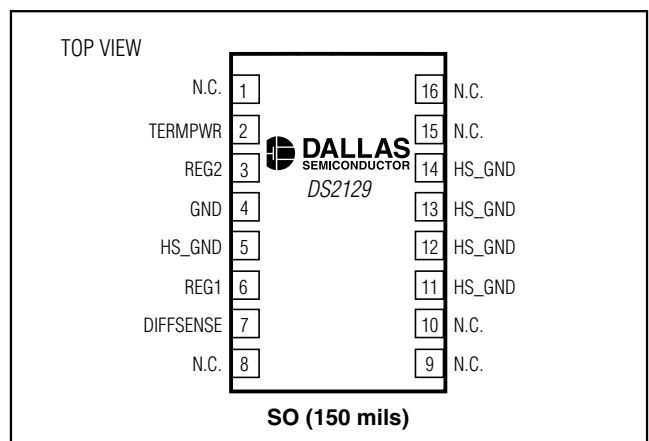 TOP VIEW
N.C. 1
TERMPWR 2
REG2 3
GND 4
HS_GND 5
REG1 6
DIFFSENSE 7
N.C. 8
DALLAS
SEMICONDUCTOR
DS2129
16 N.C.
15 N.C.
14 HS_GND
13 HS_GND
12 HS_GND
11 HS_GND
10 N.C.
9 N.C.
SO (150 mils)